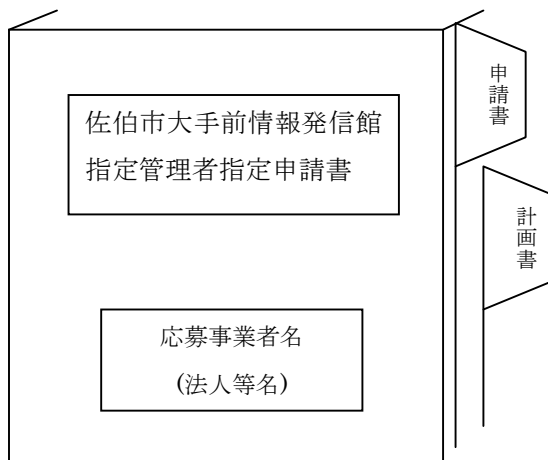 佐伯市大手前情報発信館
指定管理者指定申請書
応募事業者名
(法人等名)
申請書
計画書